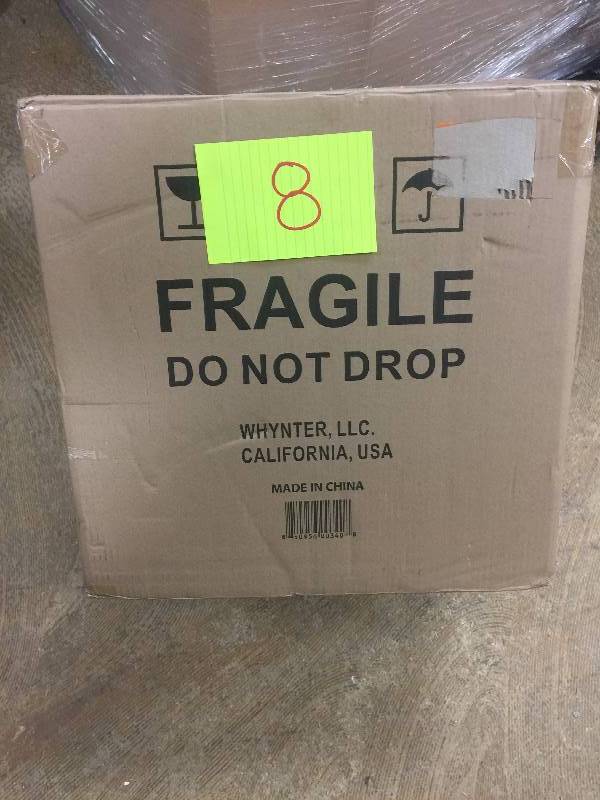 8
FRAGILE
DO NOT DROP
WHYNTER, LLC.
CALIFORNIA, USA
MADE IN CHINA